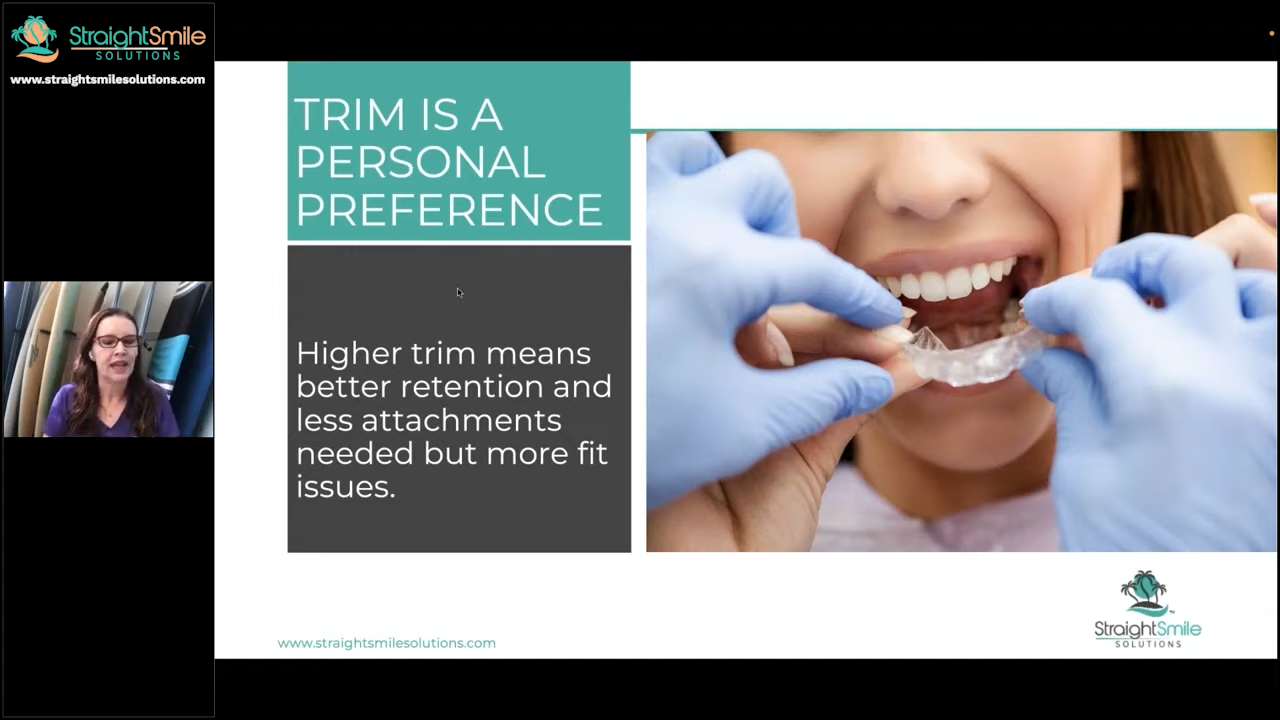 StraightSmile
SOLUTIONS
www.straightsmilesolutions.com
TRIM IS A
PERSONAL
PREFERENCE
Higher trim means
better retention and
less attachments
needed but more fit
issues.
www.straightsmilesolutions.com
StraightSmile
SOLUTIONS